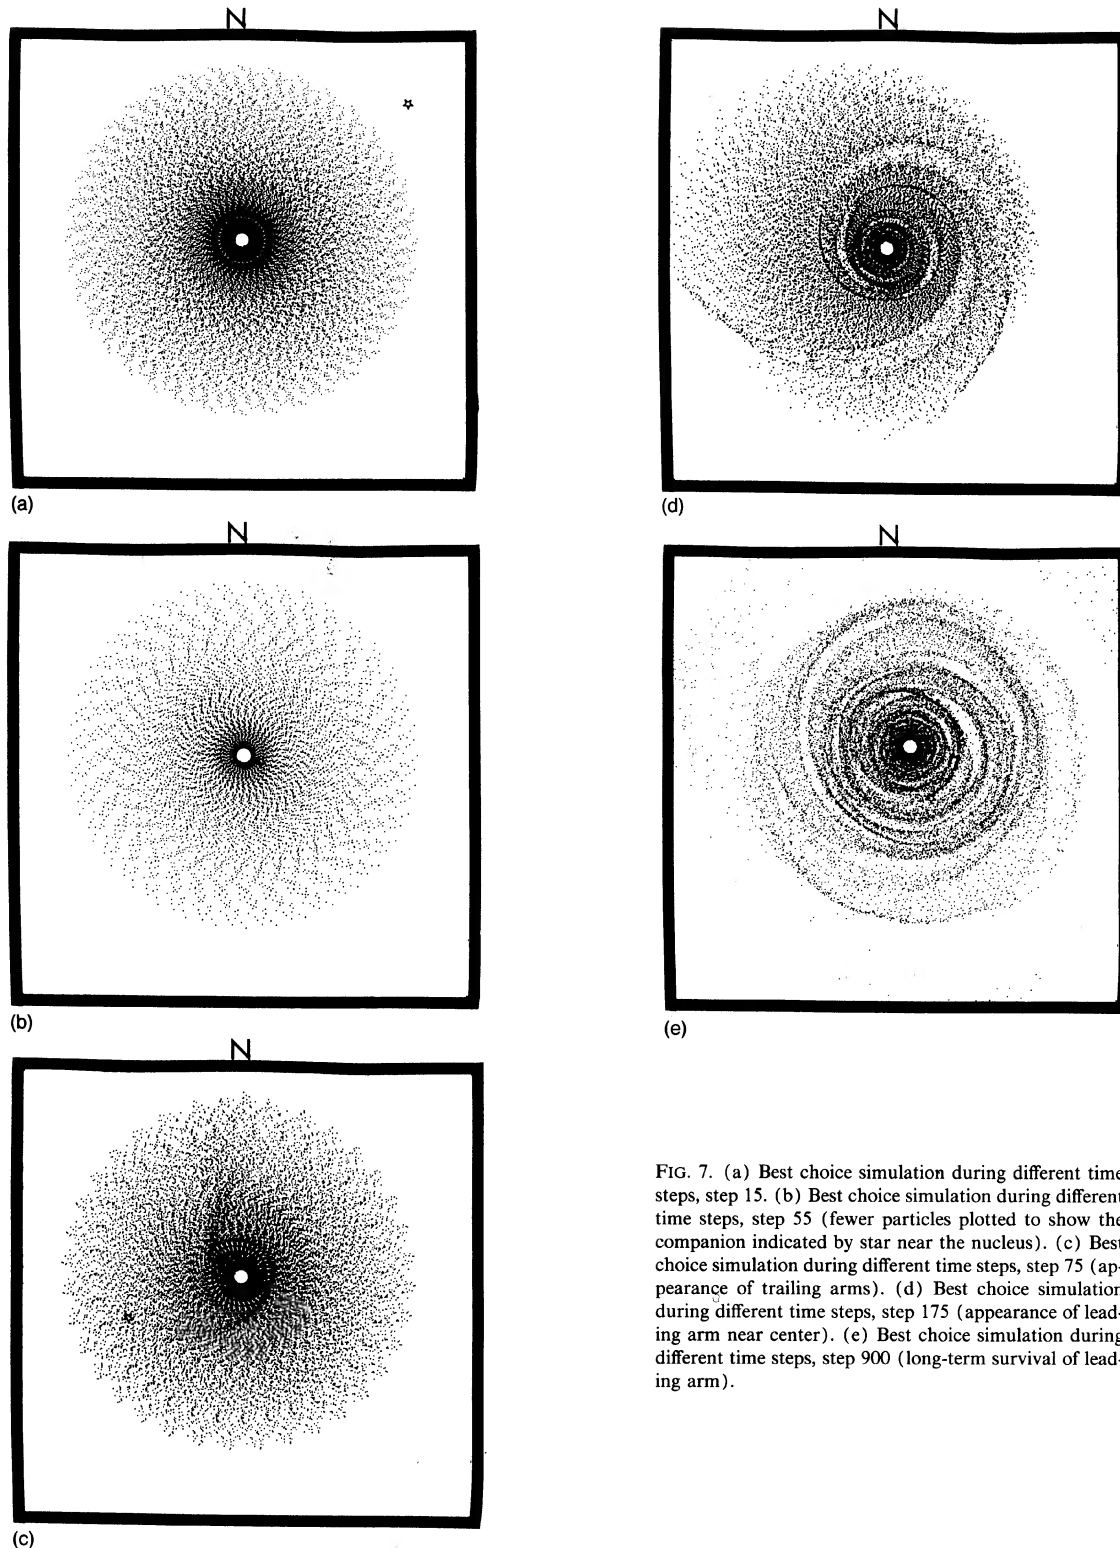 N
(a)
N
(b)
N
(c)
N
(d)
N
(e)
FIG. 7. (a) Best choice simulation during different time
steps, step 15. (b) Best choice simulation during different
time steps, step 55 (fewer particles plotted to show the
companion indicated by star near the nucleus). (c) Best
choice simulation during different time steps, step 75 (ap-
pearance of trailing arms). (d) Best choice simulation
during different time steps, step 175 (appearance of lead-
ing arm near center). (e) Best choice simulation during
different time steps, step 900 (long-term survival of lead-
ing arm).